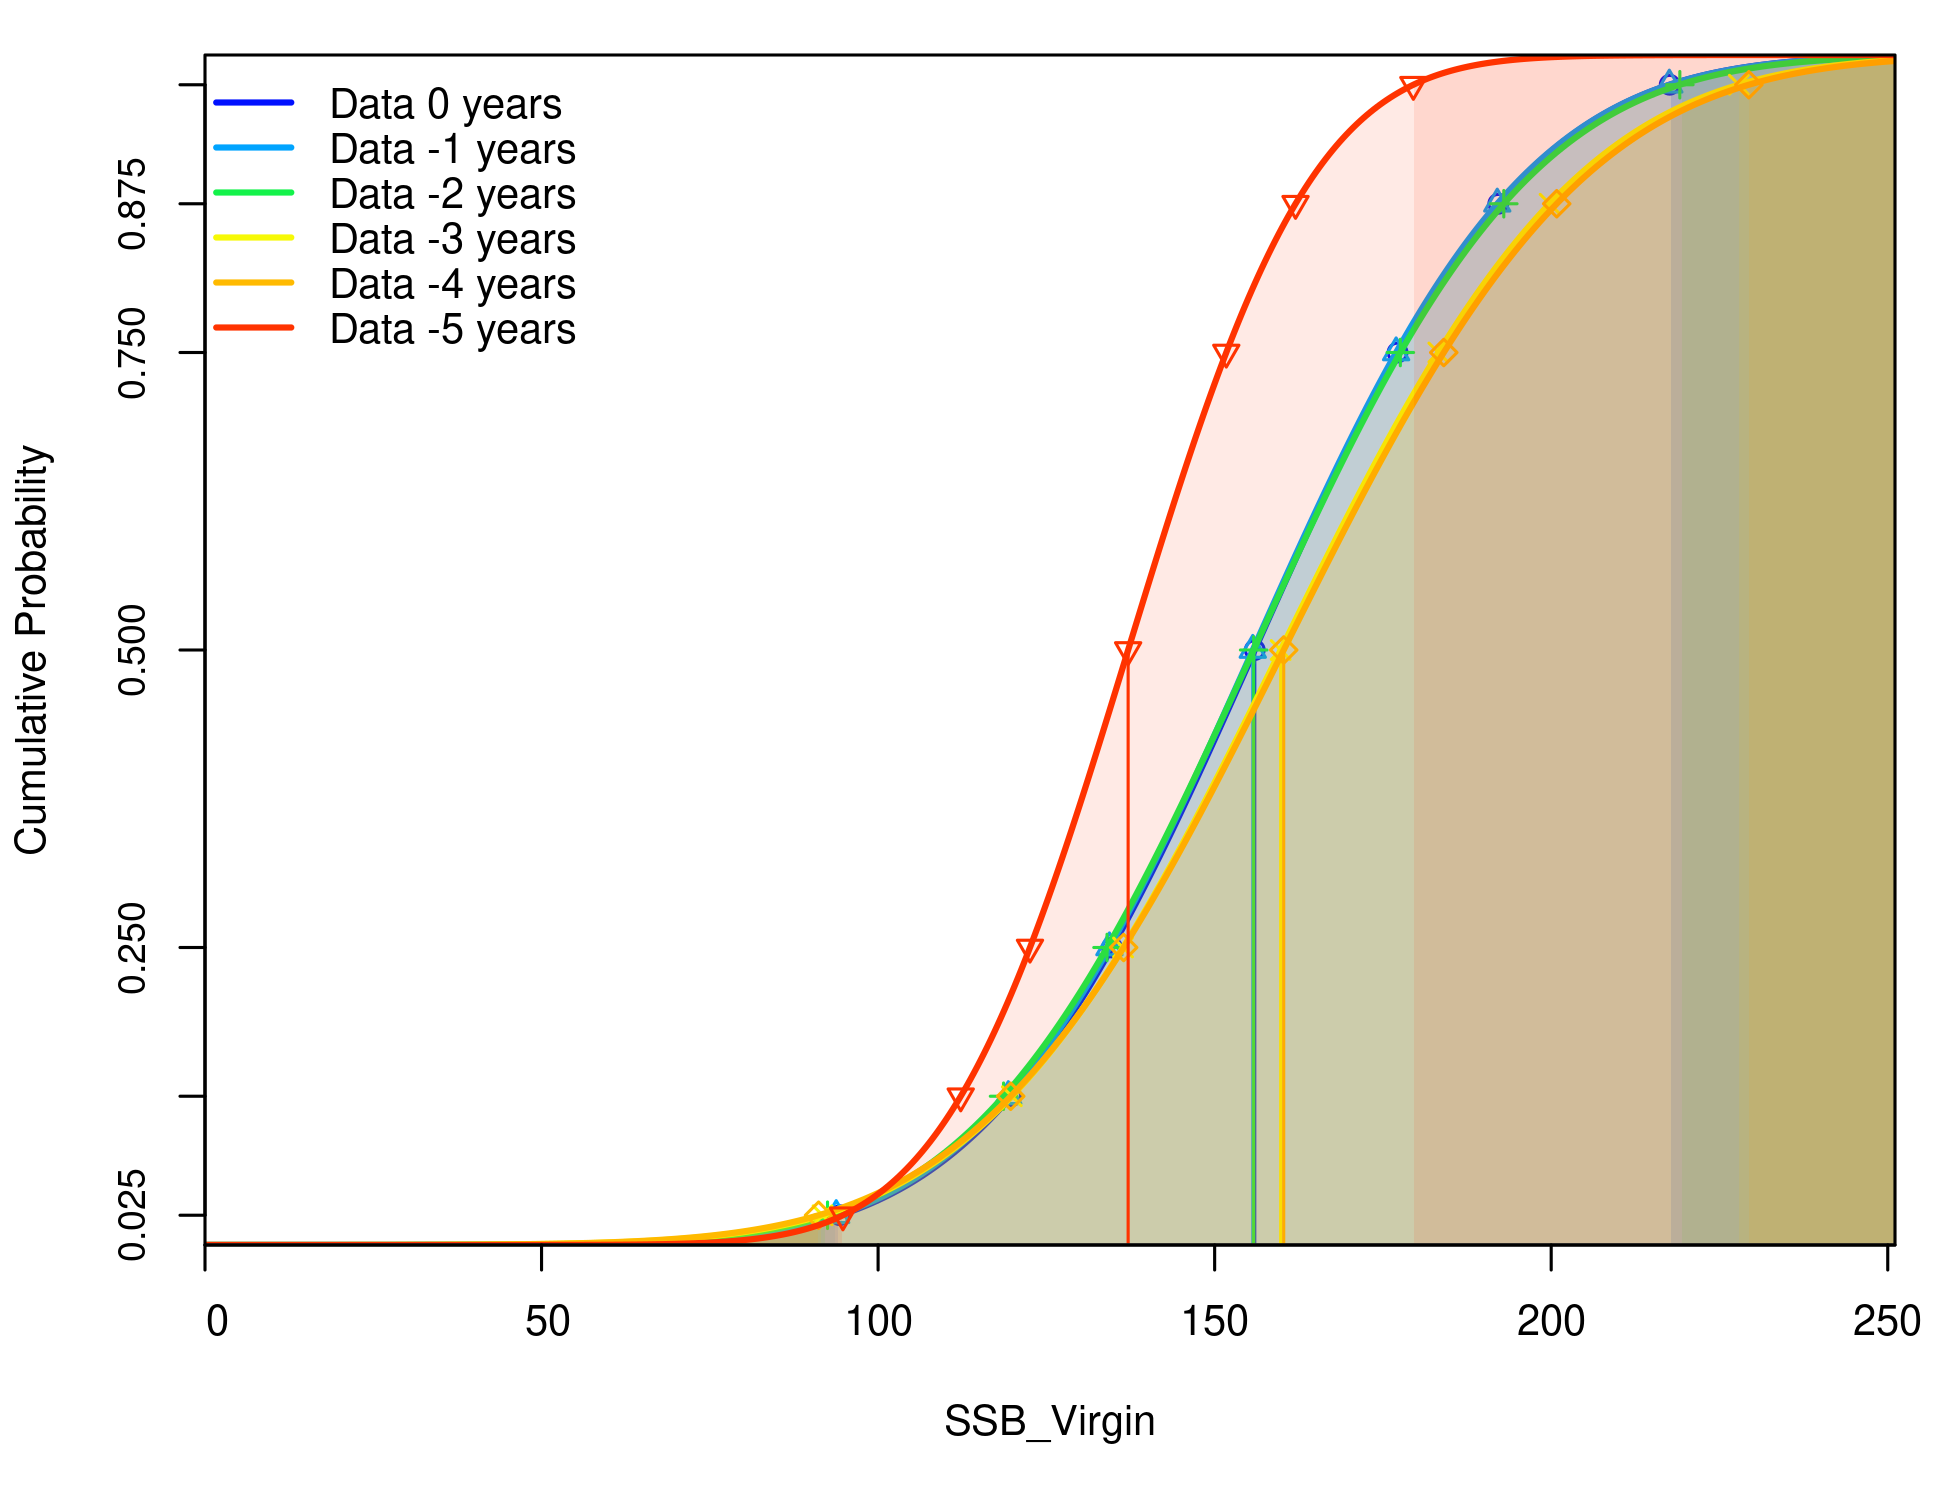 Data 0 years
Data -1 years
Data -2 years
Data -3 years
Data -4 years
Data -5 years
0.875
0.750
0.500
0.250
0.025
Cumulative Probability
0 50 100 150 200 250
SSB_Virgin